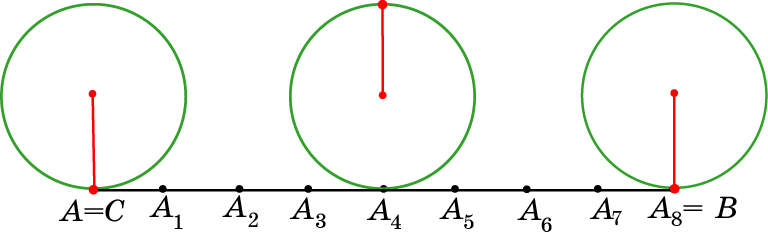 A=C A₁ A₂ A₃ A₄ A₅ A₆ A₇ A₈= B